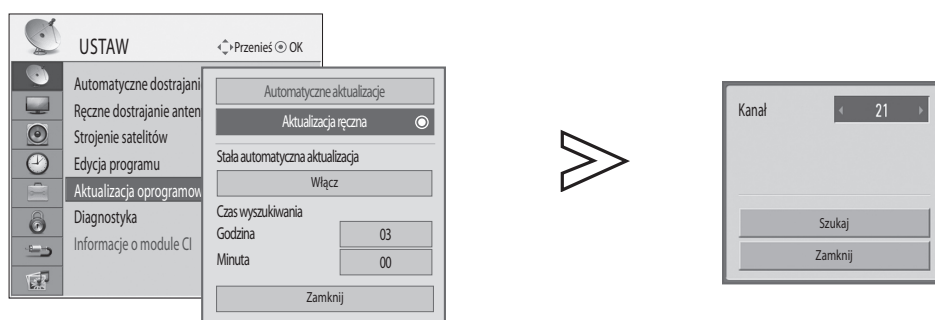 USTAW
Przenieś OK
Automatyczne dostrajani
Ręczne dostrajanie anten
Strojenie satelitów
Edycja programu
Aktualizacja oprogramow
Diagnostyka
Informacje o module CI
Automatyczne aktualizacje
Aktualizacja ręczna
Stała automatyczna aktualizacja
Włącz
Czas wyszukiwania
Godzina 03
Minuta 00
Zamknij
Kanał 21
Szukaj
Zamknij